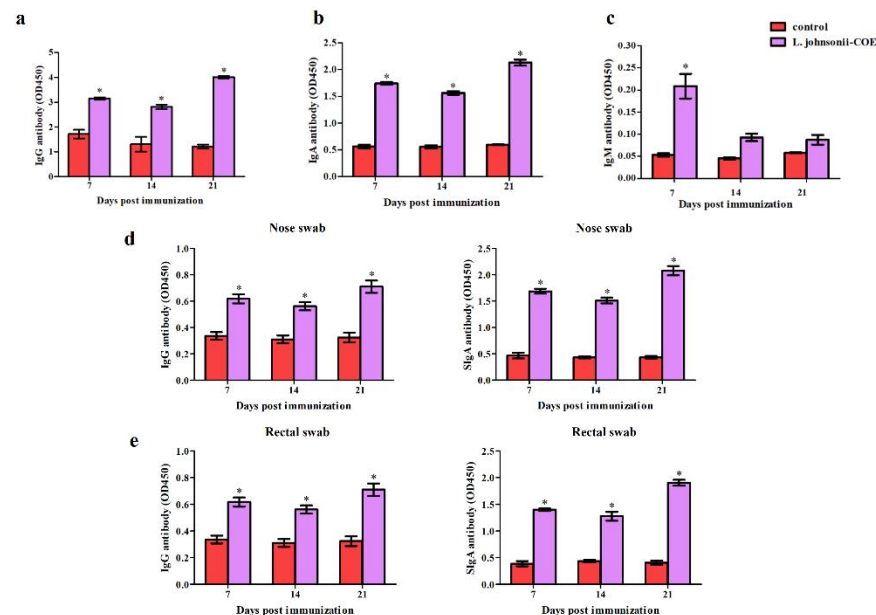 a
b
c
control
L. johnsonii-COE
IgG antibody (OD450)
5
4
3
2
1
0
* * *
7 14 21
Days post immunization
IgA antibody (OD450)
2.5
2.0
1.5
1.0
0.5
0.0
* * *
7 14 21
Days post immunization
IgM antibody (OD450)
0.30
0.25
0.20
0.15
0.10
0.05
0.00
*
7 14 21
Days post immunization
d
Nose swab
IgG antibody (OD450)
1.0
0.8
0.6
0.4
0.2
0.0
* * *
7 14 21
Days post immunization
Nose swab
SIgA antibody (OD450)
2.5
2.0
1.5
1.0
0.5
0.0
* * *
7 14 21
Days post immunization
e
Rectal swab
IgG antibody (OD450)
1.0
0.8
0.6
0.4
0.2
0.0
* * *
7 14 21
Days post immunization
Rectal swab
SIgA antibody (OD450)
2.5
2.0
1.5
1.0
0.5
0.0
* * *
7 14 21
Days post immunization